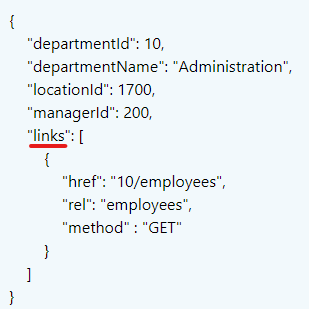 {
"departmentId": 10,
"departmentName": "Administration",
"locationId": 1700,
"managerId": 200,
"links": [
{
"href": "10/employees",
"rel": "employees",
"method" : "GET"
}
]
}